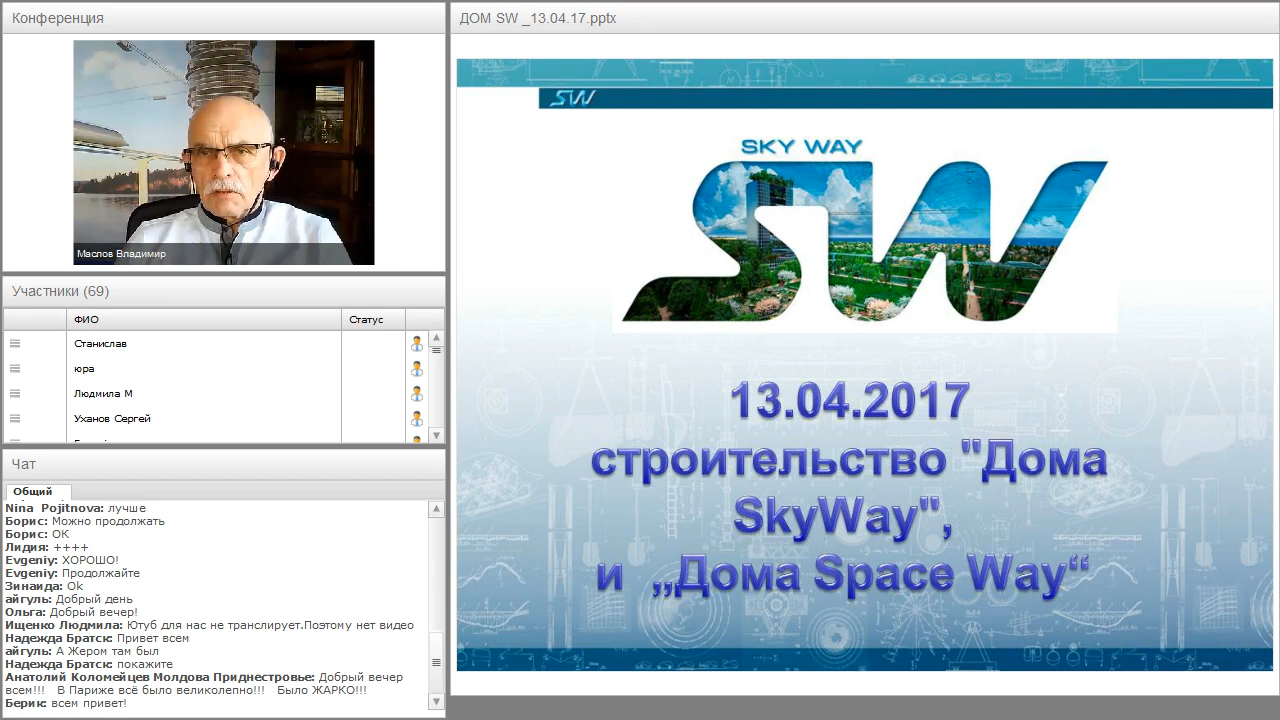 Конференция
Маслов Владимир
Участники (69)
ФИО
Статус
Станислав
юра
Людмила М
Уханов Сергей
Чат
Общий
Nina Pojitnova: лучше
Борис: Можно продолжать
Борис: ОК
Лидия: ++++
Evgeniy: ХОРОШО!
Evgeniy: Продолжайте
Зинаида: Ok
айгуль: Добрый день
Ольга: Добрый вечер!
Ищенко Людмила: Ютуб для нас не транслирует.Поэтому нет видео
Надежда Братск: Привет всем
айгуль: А Жером там был
Надежда Братск: покажите
Анатолий Коломейцев Молдова Приднестровье: Добрый вечер
всем!!! В Париже всё было великолепно!!! Было ЖАРКО!!!
Берик: всем привет!
ДОМ SW _13.04.17.pptx
SW
SKY WAY
SW
13.04.2017
строительство "Дома
SkyWay",
и „Дома Space Way“